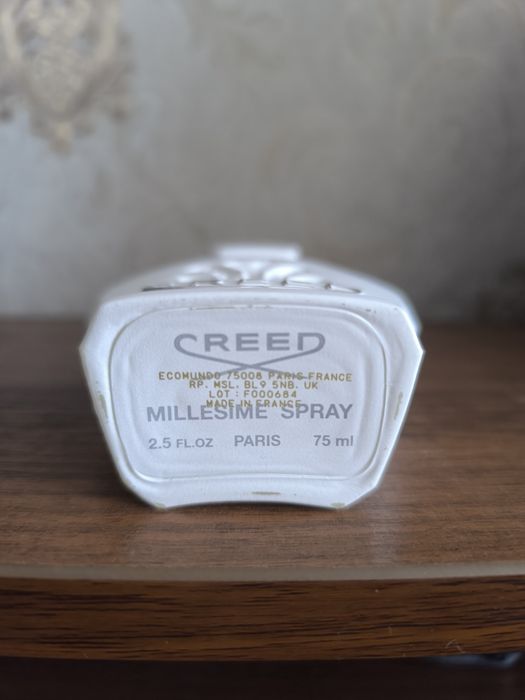 CREED
ECOMUNDO 75008 PARIS FRANCE
RP. MSL. BL9 5NB. UK
LOT : F000684
MADE IN FRANCE
MILLESIME SPRAY
2.5 FL.OZ PARIS 75 ml